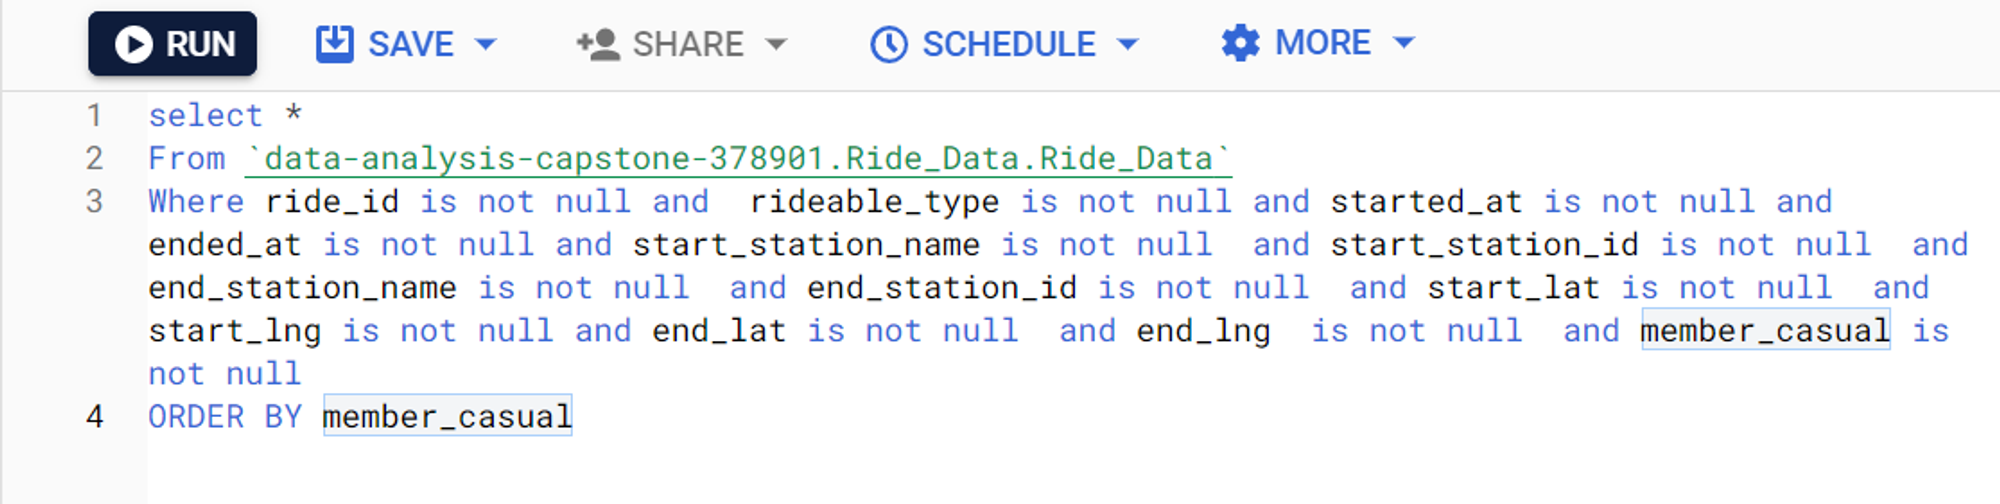 RUN SAVE SHARE SCHEDULE MORE
1 select *
2 From `data-analysis-capstone-378901.Ride_Data.Ride_Data`
3 Where ride_id is not null and  rideable_type is not null and started_at is not null and
ended_at is not null and start_station_name is not null  and start_station_id is not null  and
end_station_name is not null  and end_station_id is not null  and start_lat is not null  and
start_lng is not null and end_lat is not null  and end_lng  is not null  and member_casual is
not null
4 ORDER BY member_casual